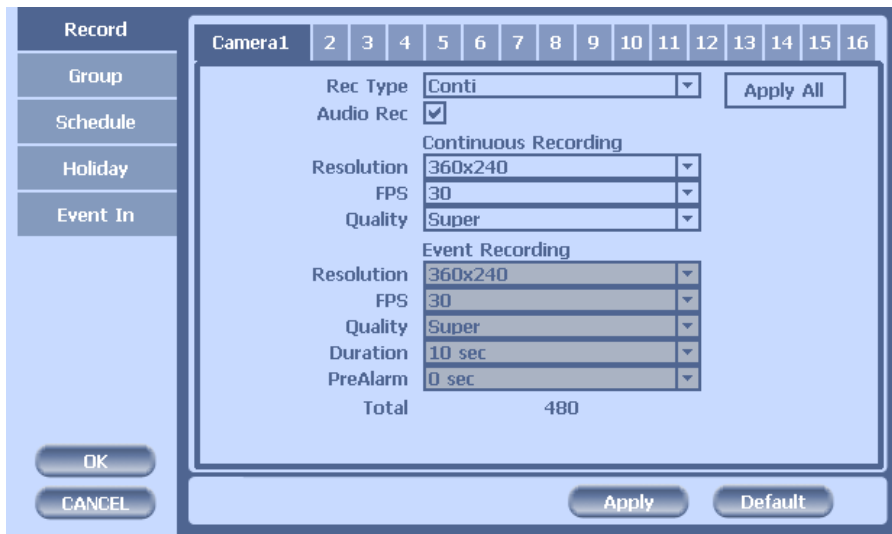 Record
Group
Schedule
Holiday
Event In
OK
CANCEL
Camera1 2 3 4 5 6 7 8 9 10 11 12 13 14 15 16
Rec Type Conti Apply All
Audio Rec
Continuous Recording
Resolution 360x240
FPS 30
Quality Super
Event Recording
Resolution 360x240
FPS 30
Quality Super
Duration 10 sec
PreAlarm 0 sec
Total 480
Apply Default